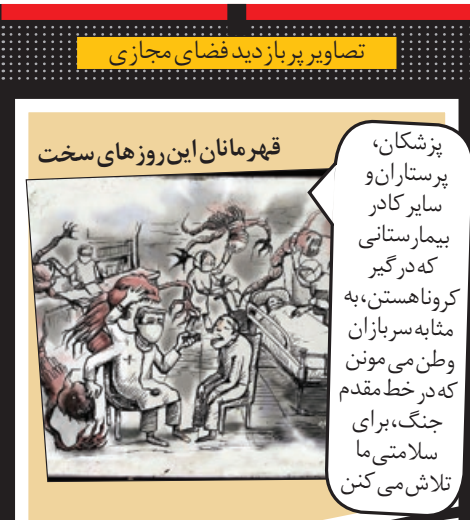 تصاویر پربازدید فضای مجازی
قهرمانان این روزهای سخت
پزشکان،
پرستاران و
سایر کادر
بیمارستانی
که درگیر
کرونا هستن، به
مثابه سربازان
وطن می مونن
که در خط مقدم
جنگ، برای
سلامتی ما
تلاش می کنن